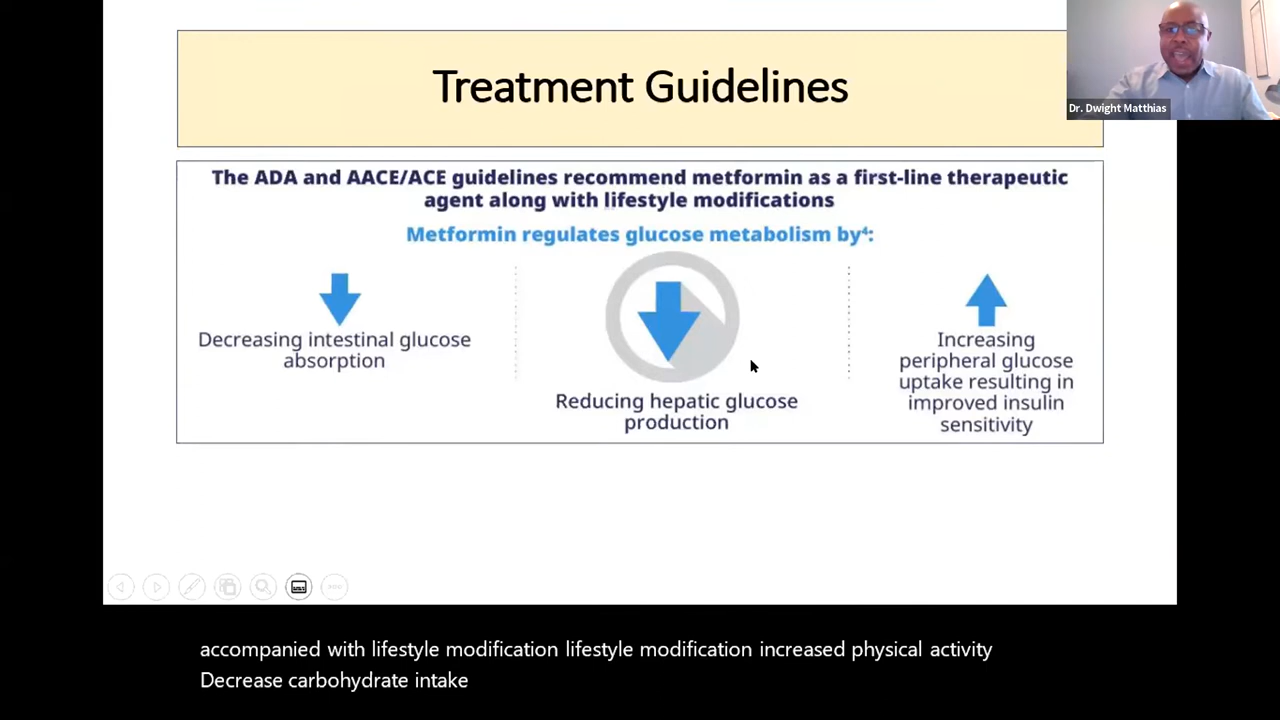 Treatment Guidelines
Dr. Dwight Matthias
The ADA and AACE/ACE guidelines recommend metformin as a first-line therapeutic
agent along with lifestyle modifications
Metformin regulates glucose metabolism by⁴:
Decreasing intestinal glucose
absorption
Reducing hepatic glucose
production
Increasing
peripheral glucose
uptake resulting in
improved insulin
sensitivity
accompanied with lifestyle modification lifestyle modification increased physical activity
Decrease carbohydrate intake